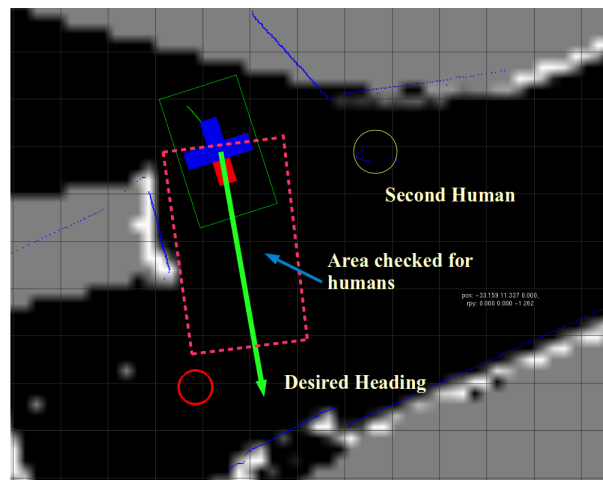 Second Human
Area checked for
humans
pos: -33.159 11.337 0.000,
rpy: 0.000 0.000 -1.262
Desired Heading